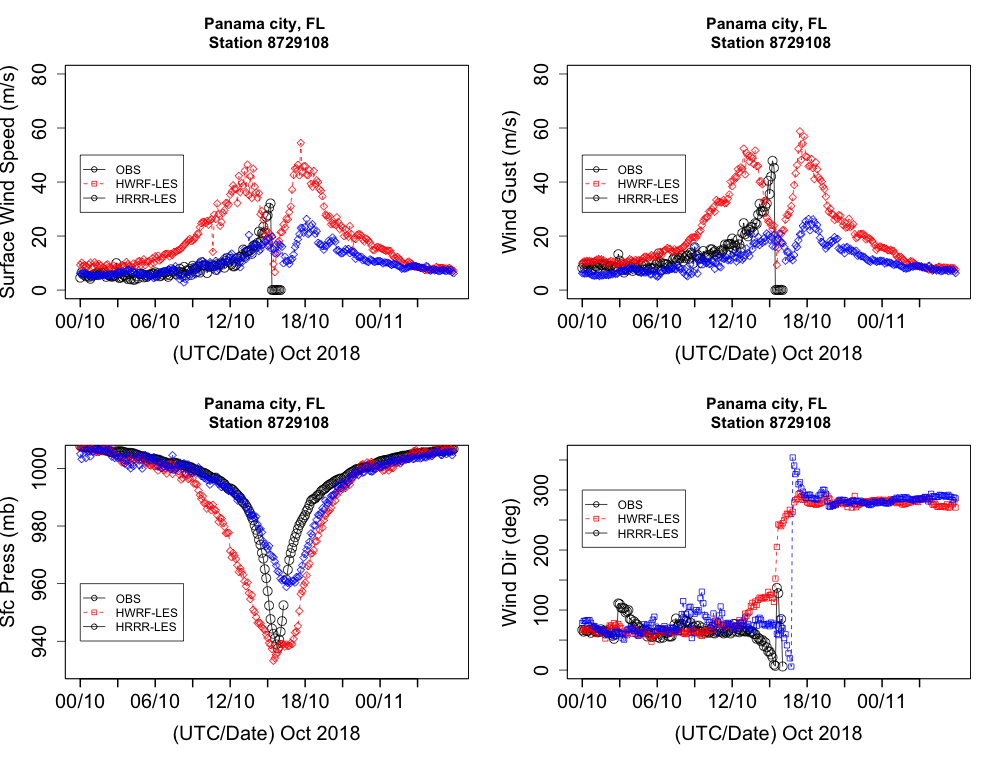 Panama city, FL
Station 8729108
Surface Wind Speed (m/s)
80
60
40
20
0
OBS
HWRF-LES
HRRR-LES
00/10 06/10 12/10 18/10 00/11
(UTC/Date) Oct 2018
Panama city, FL
Station 8729108
Wind Gust (m/s)
80
60
40
20
0
OBS
HWRF-LES
HRRR-LES
00/10 06/10 12/10 18/10 00/11
(UTC/Date) Oct 2018
Panama city, FL
Station 8729108
Sfc Press (mb)
1000
980
960
940
OBS
HWRF-LES
HRRR-LES
00/10 06/10 12/10 18/10 00/11
(UTC/Date) Oct 2018
Panama city, FL
Station 8729108
Wind Dir (deg)
300
200
100
0
OBS
HWRF-LES
HRRR-LES
00/10 06/10 12/10 18/10 00/11
(UTC/Date) Oct 2018